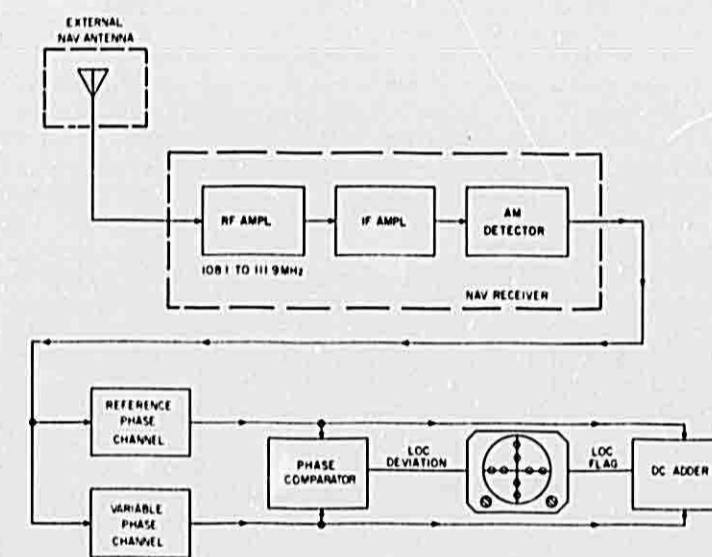 EXTERNAL
NAV ANTENNA
RF AMPL
IF AMPL
AM
DETECTOR
108.1 TO 111.9MHz
NAV RECEIVER
REFERENCE
PHASE
CHANNEL
PHASE
COMPARATOR
LOC
DEVIATION
LOC
FLAG
DC ADDER
VARIABLE
PHASE
CHANNEL